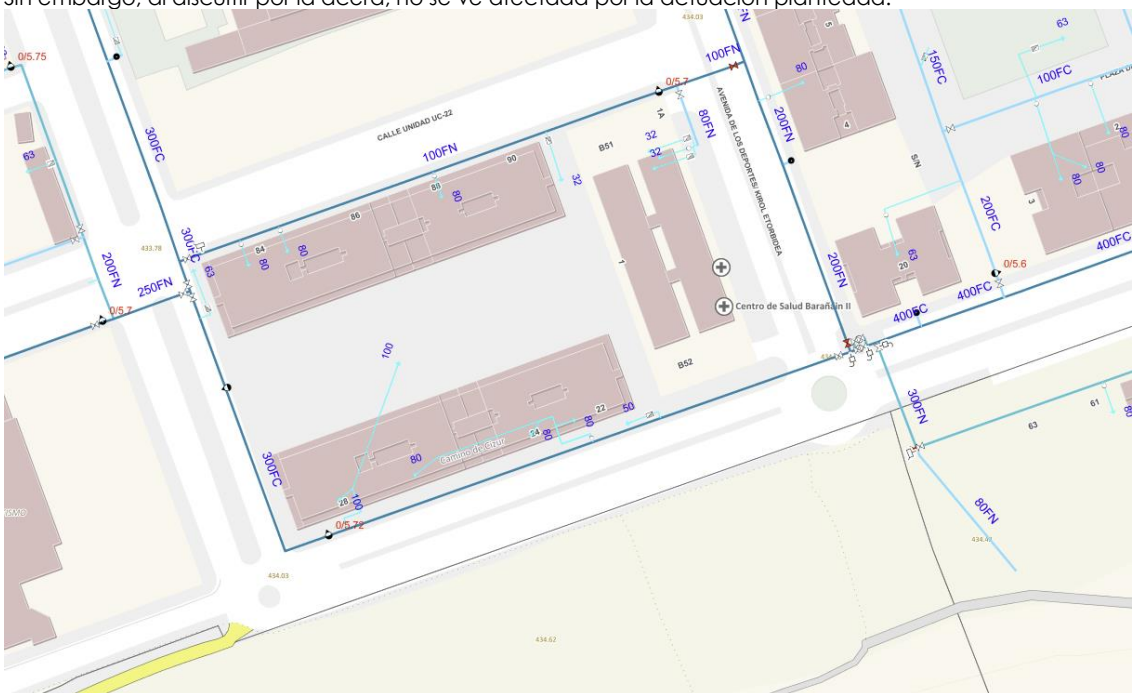 Sin embargo, al discurrir por la acera, no se ve afectada por la actuación planteada.
434.03
63
0/5.75
100FN
0/5.7
5
80
150FC
100FC
PLAZA D
300FC
CALLE UNIDAD UC-22
1A
80FN
200FN
4
2
80
63
100FN
90
B51
32
32
AVENIDA DE LOS DEPORTES/ KIROL ETORBIDEA
S/N
80
88
80
32
86
3
433.78
300FC
84
80
80
63
1
200FC
200FN
250FN
0/5.7
200FN
63
20
400FC
0/5.6
400FC
400FC
Centro de Salud Barañain II
100
B52
22
50
300FN
61
80
80
80
24
63
Camino de Cizur
80
300FC
28
100
0/5.72
80FN
434.47
434.03
434.62